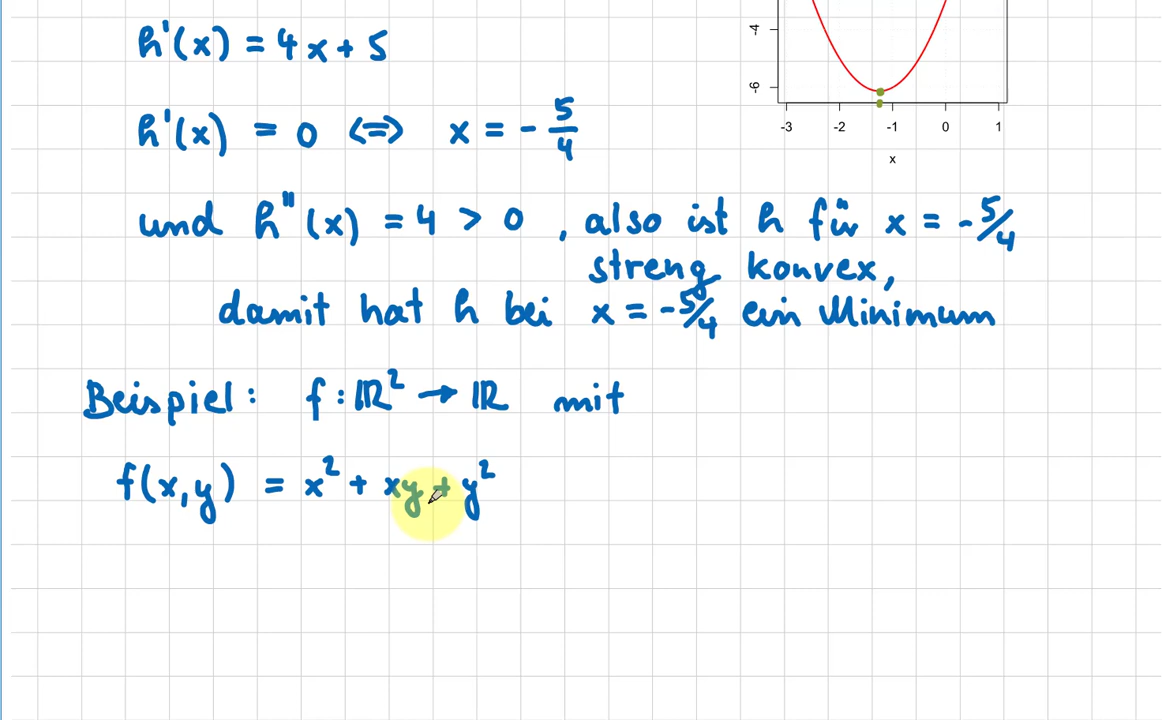 h'(x) = 4x + 5
-4
-6
-3 -2 -1 0 1
x
h'(x) = 0 <=> x = - 5/4
und h''(x) = 4 > 0 , also ist h für x = -5/4
streng konvex,
damit hat h bei x = -5/4 ein Minimum
Beispiel: f : ℝ² → ℝ mit
f(x,y) = x² + xy + y²